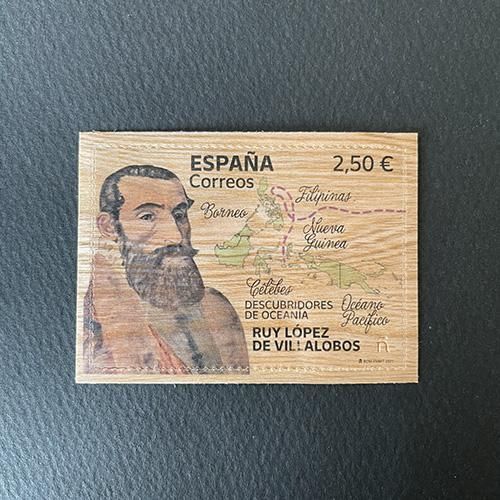 ESPAÑA
Correos
2,50 €
Filipinas
Borneo
Nueva
Guinea
Célebes
Océano
Pacífico
DESCUBRIDORES
DE OCEANÍA
RUY LÓPEZ
DE VILLALOBOS
ñ